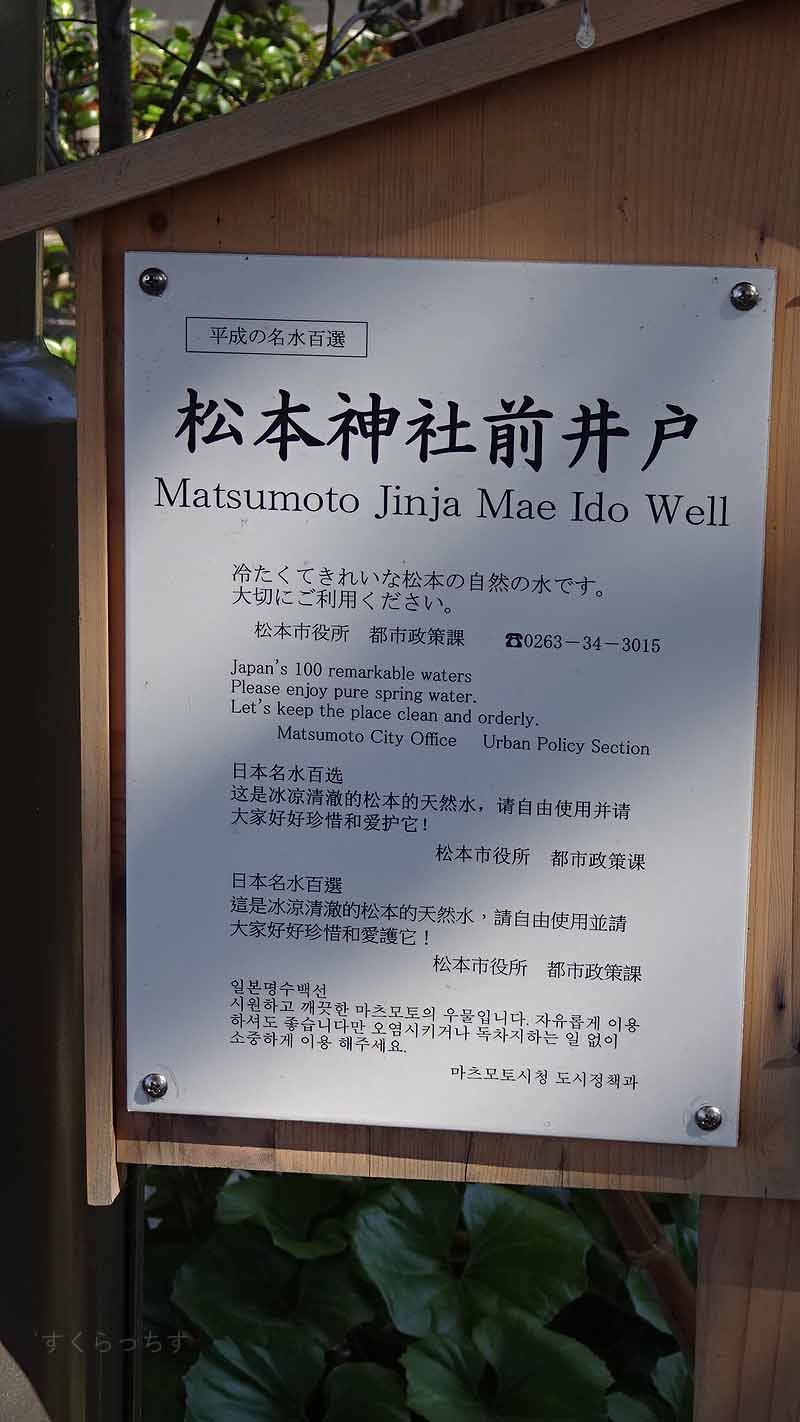 平成の名水百選
松本神社前井戸
Matsumoto Jinja Mae Ido Well
冷たくてきれいな松本の自然の水です。
大切にご利用ください。
松本市役所　都市政策課　☎0263－34－3015
Japan's 100 remarkable waters
Please enjoy pure spring water.
Let's keep the place clean and orderly.
Matsumoto City Office　Urban Policy Section
日本名水百选
这是冰凉清澈的松本的天然水，请自由使用并请
大家好好珍惜和爱护它！
松本市役所　都市政策课
日本名水百選
這是冰涼清澈的松本的天然水，請自由使用並請
大家好好珍惜和愛護它！
松本市役所　都市政策課
일본명수백선
시원하고 깨끗한 마츠모토의 우물입니다. 자유롭게 이용
하셔도 좋습니다만 오염시키거나 독차지하는 일 없이
소중하게 이용 해주세요.
마츠모토시청 도시정책과
すくらっちす